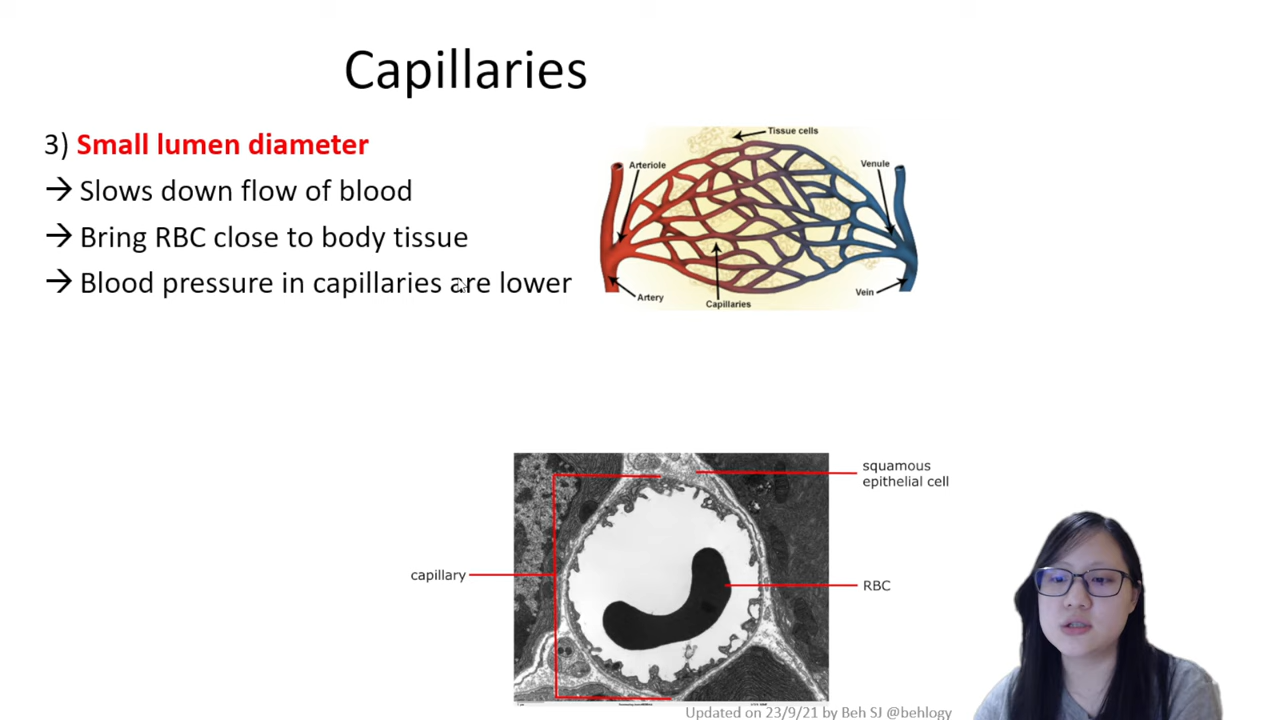 Capillaries
3) Small lumen diameter
→ Slows down flow of blood
→ Bring RBC close to body tissue
→ Blood pressure in capillaries are lower
Tissue cells
Arteriole
Venule
Artery
Capillaries
Vein
squamous
epithelial cell
capillary
RBC
Updated on 23/9/21 by Beh SJ @behlogy